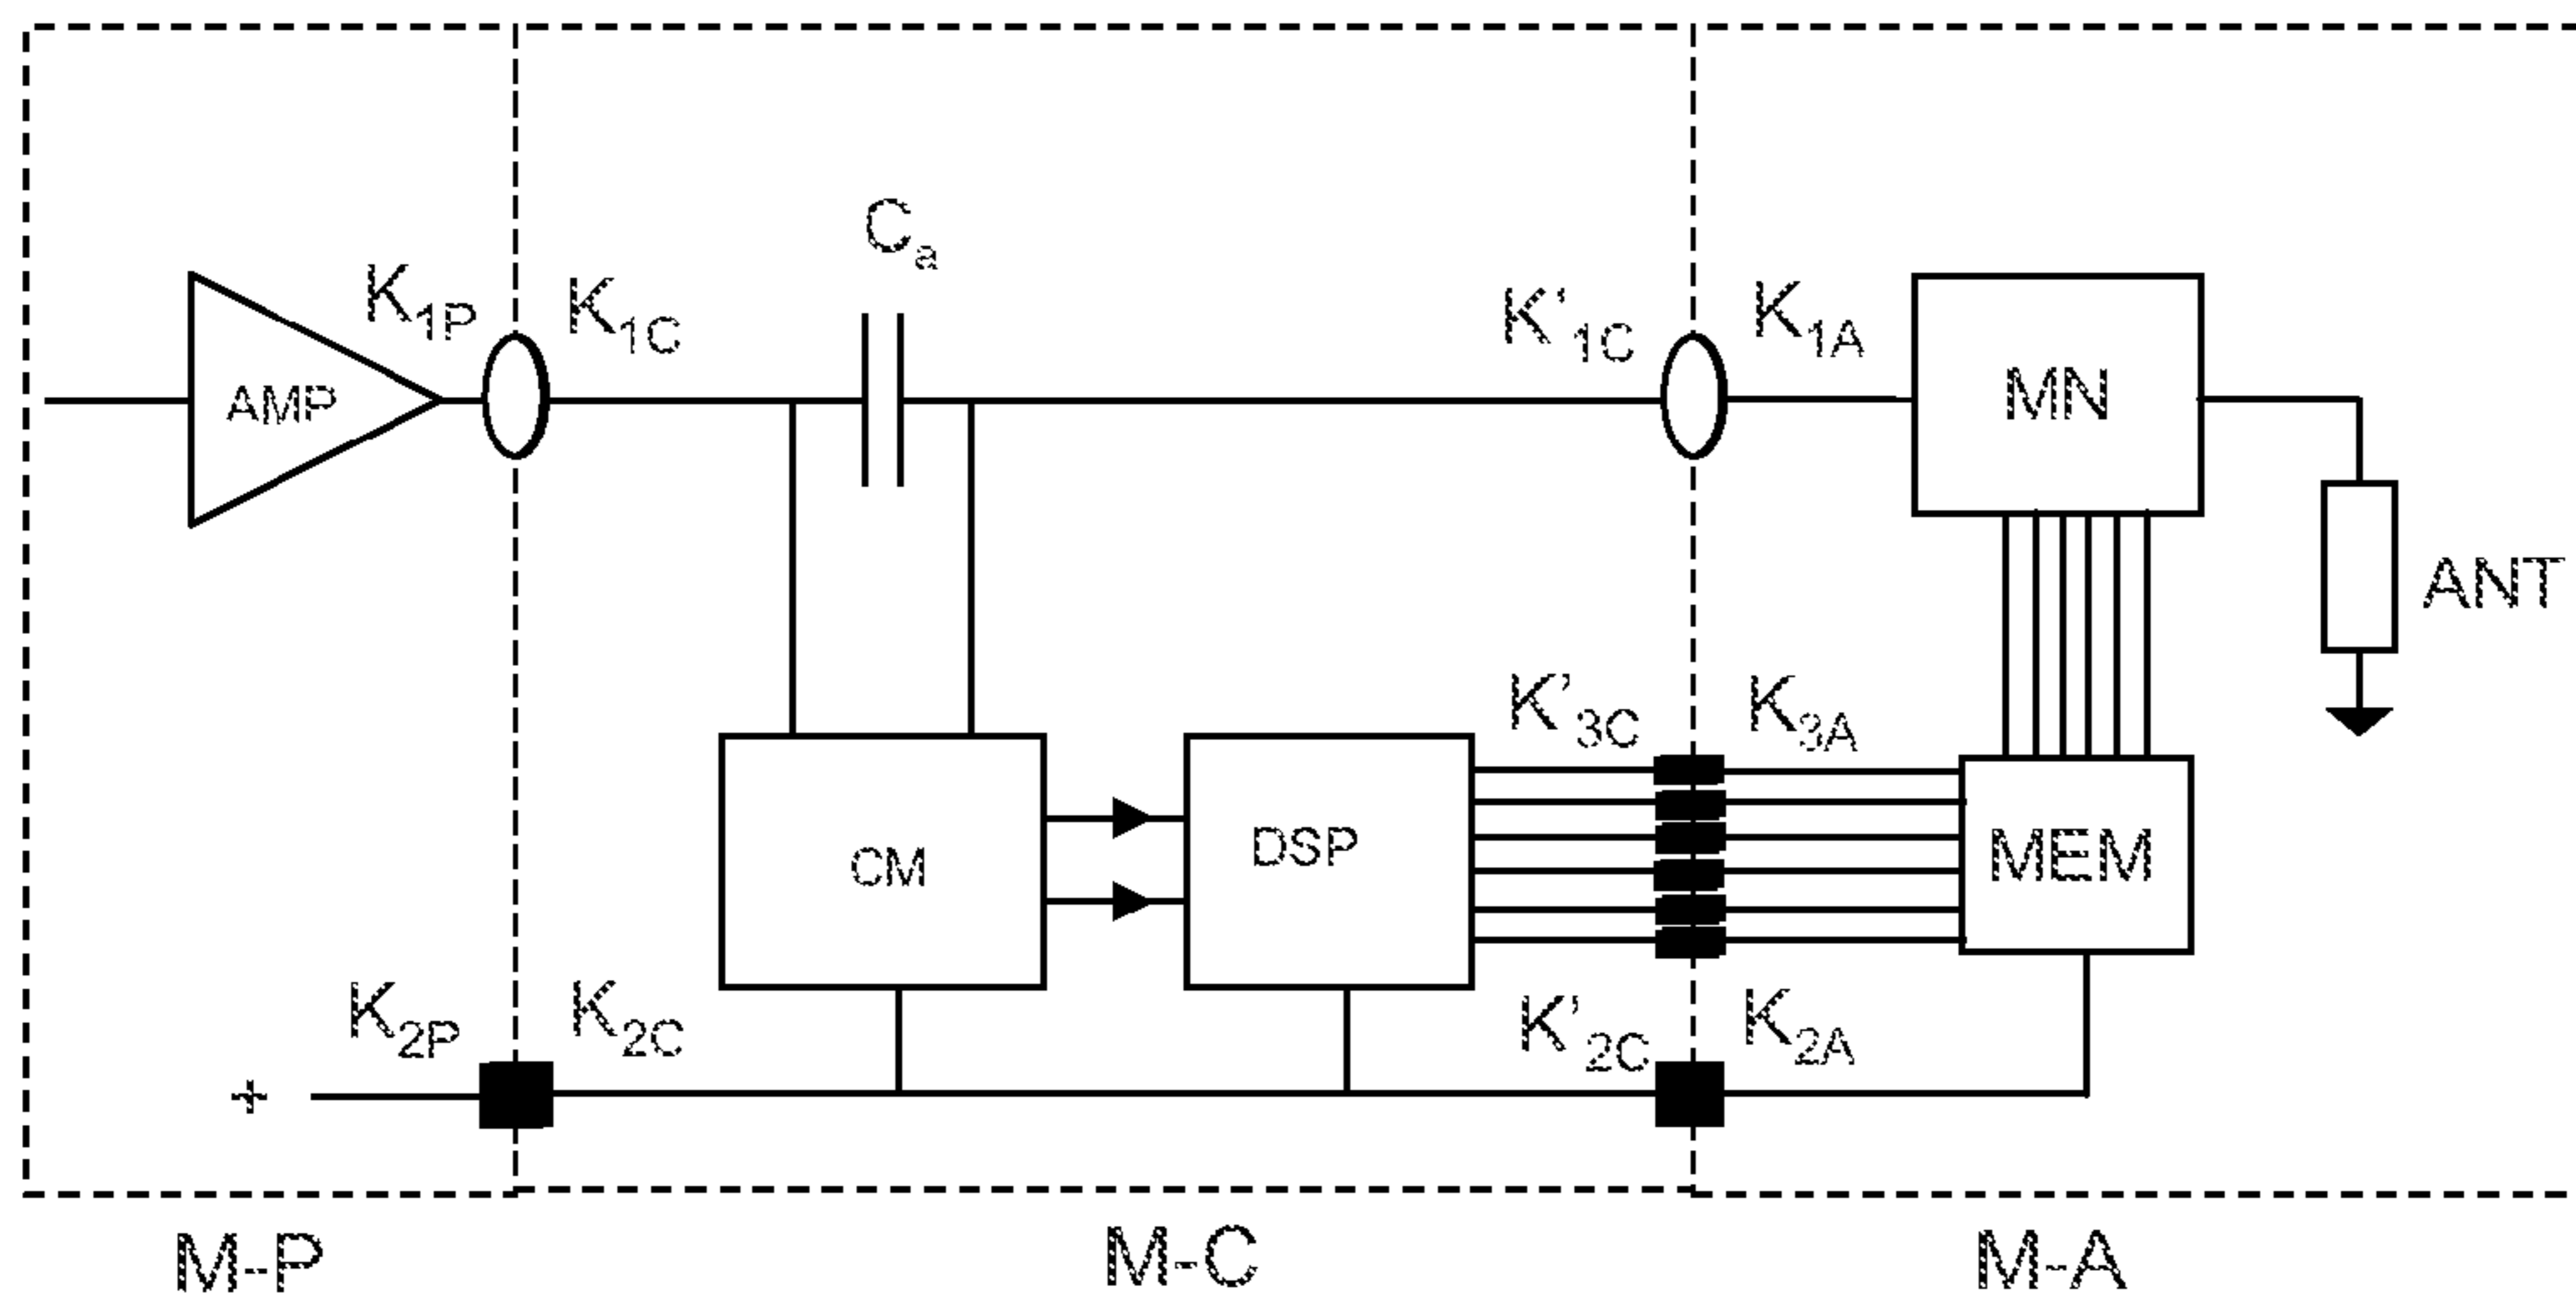 Cₐ
K₁P
K₁C
K'₁C
K₁A
AMP
MN
ANT
K'₃C
K₃A
CM
DSP
MEM
K₂P
K₂C
K'₂C
K₂A
+
M-P
M-C
M-A